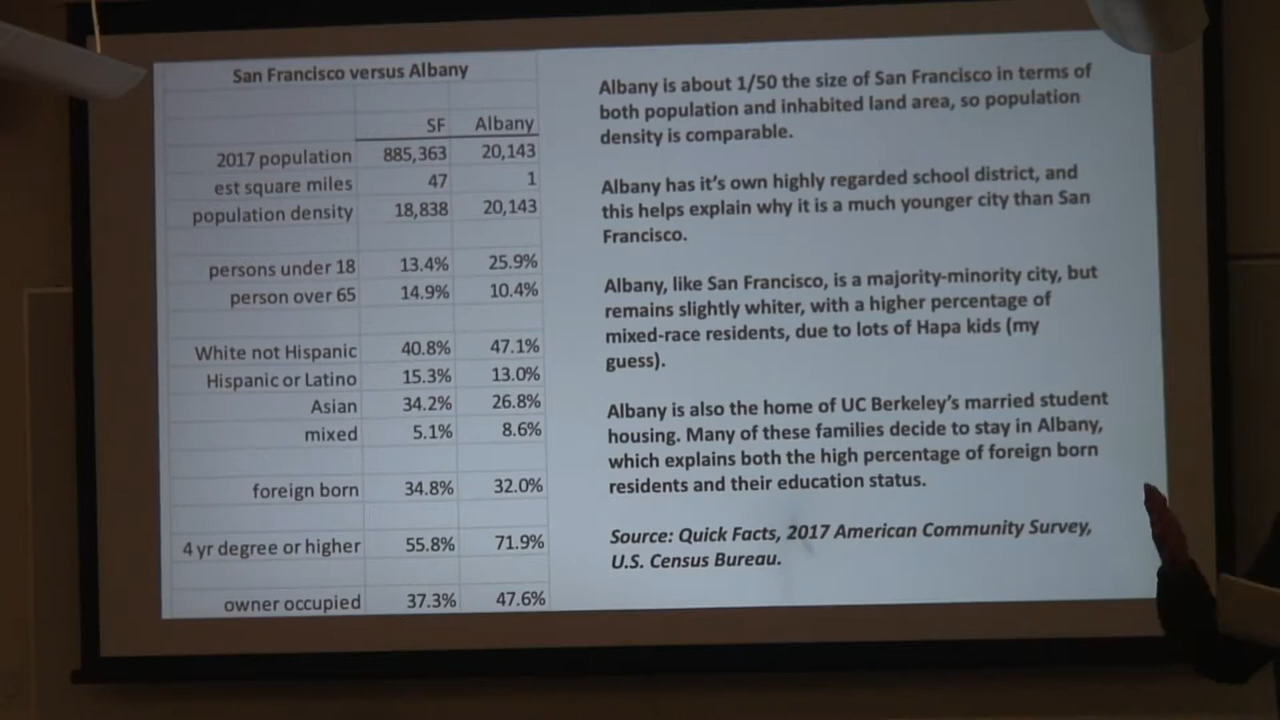 San Francisco versus Albany
SF Albany
2017 population 885,363 20,143
est square miles 47 1
population density 18,838 20,143
persons under 18 13.4% 25.9%
person over 65 14.9% 10.4%
White not Hispanic 40.8% 47.1%
Hispanic or Latino 15.3% 13.0%
Asian 34.2% 26.8%
mixed 5.1% 8.6%
foreign born 34.8% 32.0%
4 yr degree or higher 55.8% 71.9%
owner occupied 37.3% 47.6%
Albany is about 1/50 the size of San Francisco in terms of
both population and inhabited land area, so population
density is comparable.
Albany has it's own highly regarded school district, and
this helps explain why it is a much younger city than San
Francisco.
Albany, like San Francisco, is a majority-minority city, but
remains slightly whiter, with a higher percentage of
mixed-race residents, due to lots of Hapa kids (my
guess).
Albany is also the home of UC Berkeley's married student
housing. Many of these families decide to stay in Albany,
which explains both the high percentage of foreign born
residents and their education status.
Source: Quick Facts, 2017 American Community Survey,
U.S. Census Bureau.